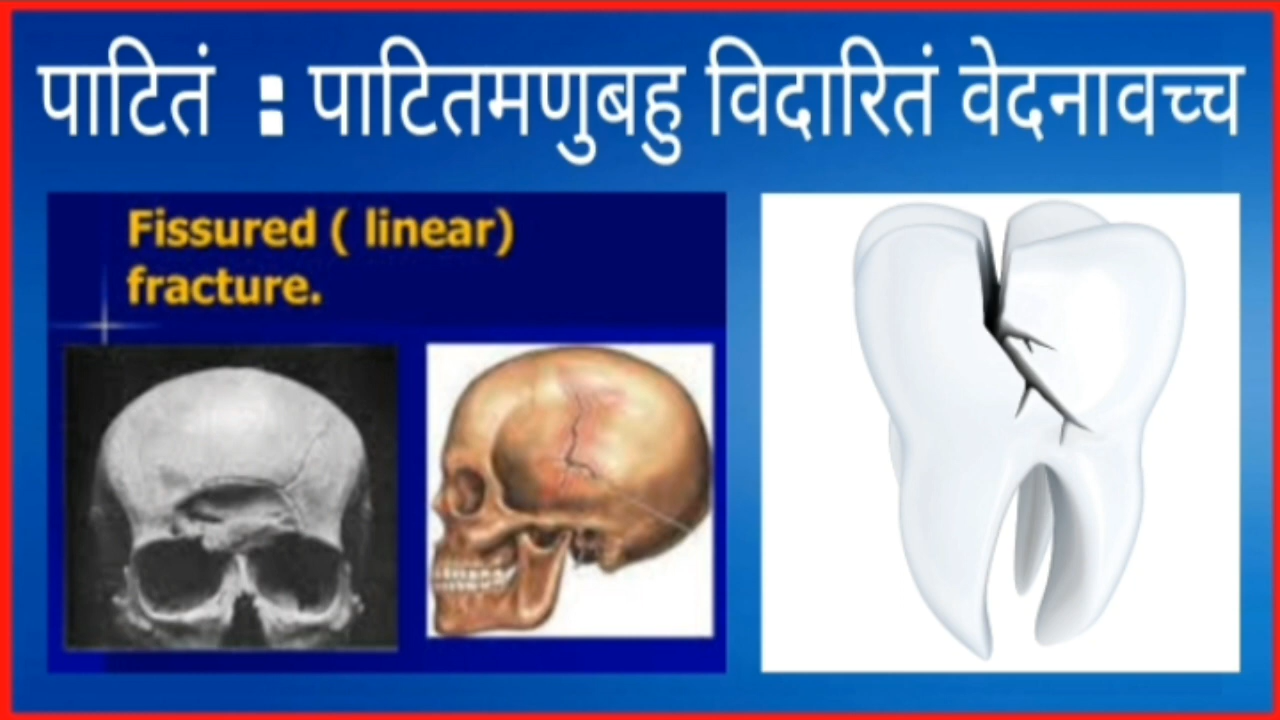 पाटितं : पाटितमणुबहु विदारितं वेदनावच्च
Fissured ( linear)
fracture.